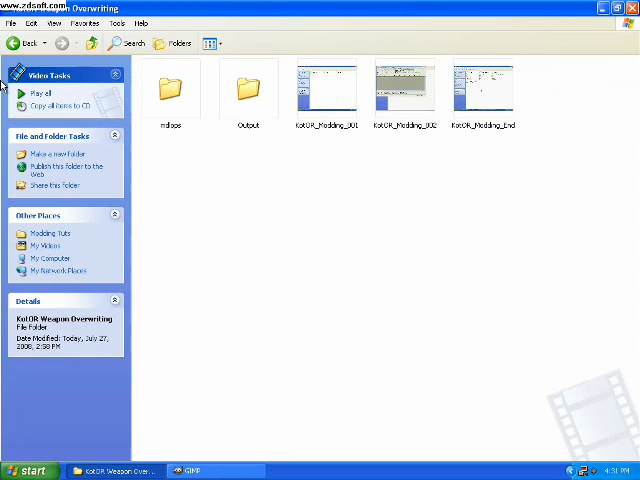 www.zdsoft.com
Weapon Overwriting
File Edit View Favorites Tools Help
Back Search Folders
Video Tasks
Play all
Copy all items to CD
File and Folder Tasks
Make a new folder
Publish this folder to the
Web
Share this folder
Other Places
Modding Tuts
My Videos
My Computer
My Network Places
Details
KotOR Weapon Overwriting
File Folder
Date Modified: Today, July 27,
2008, 2:58 PM
mdlops Output KotOR_Modding_001 KotOR_Modding_002 KotOR_Modding_End
start KotOR Weapon Over... GIMP 4:31 PM